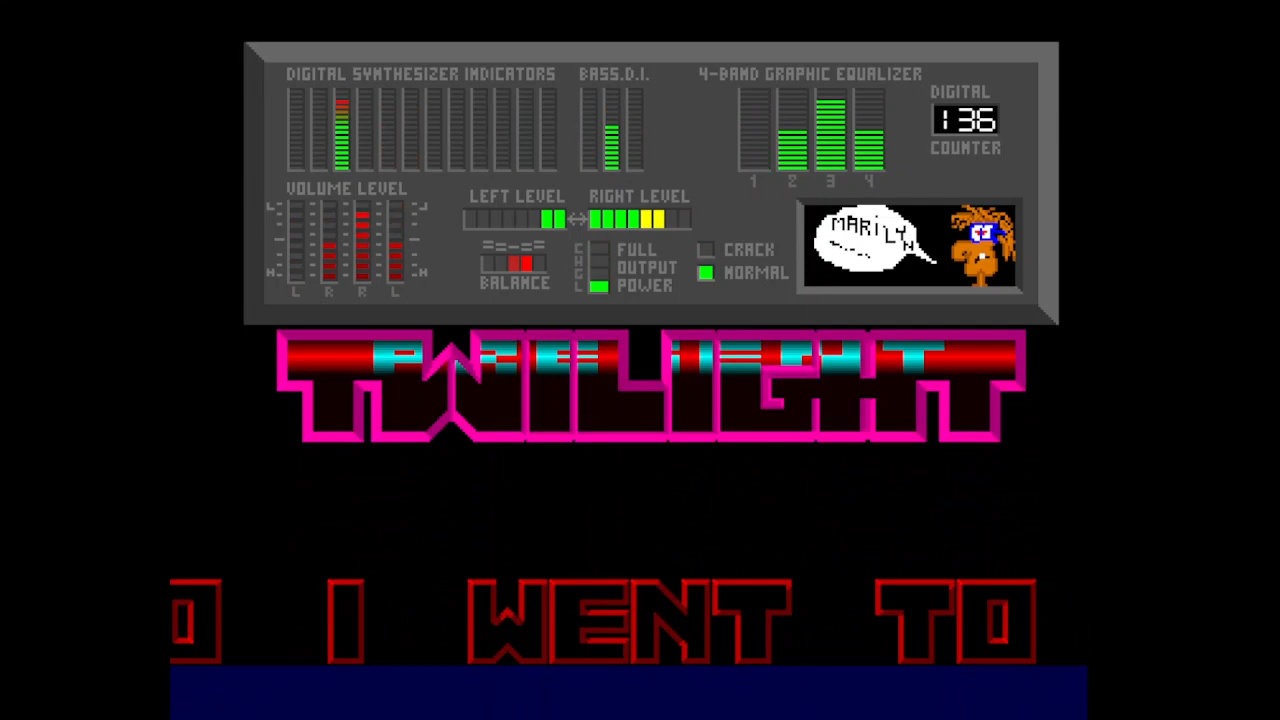 DIGITAL SYNTHESIZER INDICATORS
BASS.D.I.
4-BAND GRAPHIC EQUALIZER
DIGITAL
136
COUNTER
1 2 3 4
VOLUME LEVEL
L R R L
LEFT LEVEL
RIGHT LEVEL
BALANCE
FULL
OUTPUT
POWER
CRACK
NORMAL
MARiLYN
PRESENT
TWILIGHT
O I WENT TO